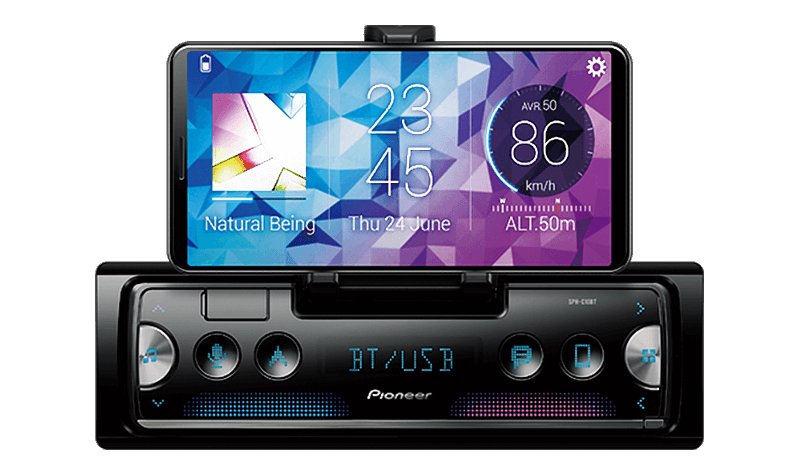 23
45
Natural Being
Thu 24 June
AVR.50
86
km/h
W N
ALT.50m
SPH-C10BT
BT/USB
Pioneer